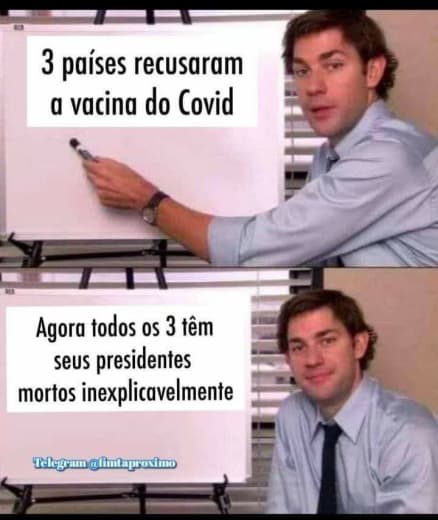 3 países recusaram
a vacina do Covid
Agora todos os 3 têm
seus presidentes
mortos inexplicavelmente
Telegram @fimtaproximo